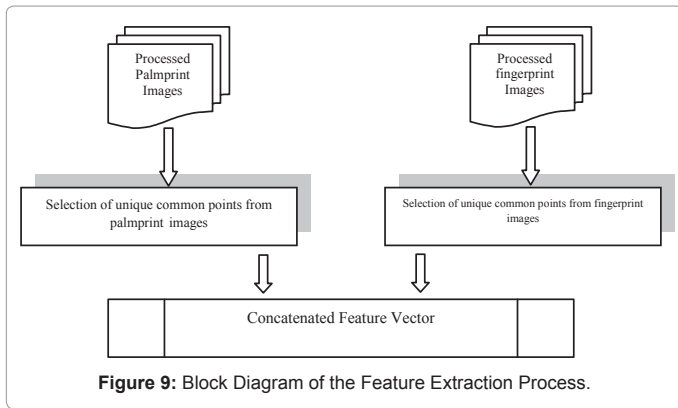 Processed
Palmprint
Images
Processed
fingerprint
Images
Selection of unique common points from
palmprint images
Selection of unique common points from fingerprint
images
Concatenated Feature Vector
Figure 9: Block Diagram of the Feature Extraction Process.